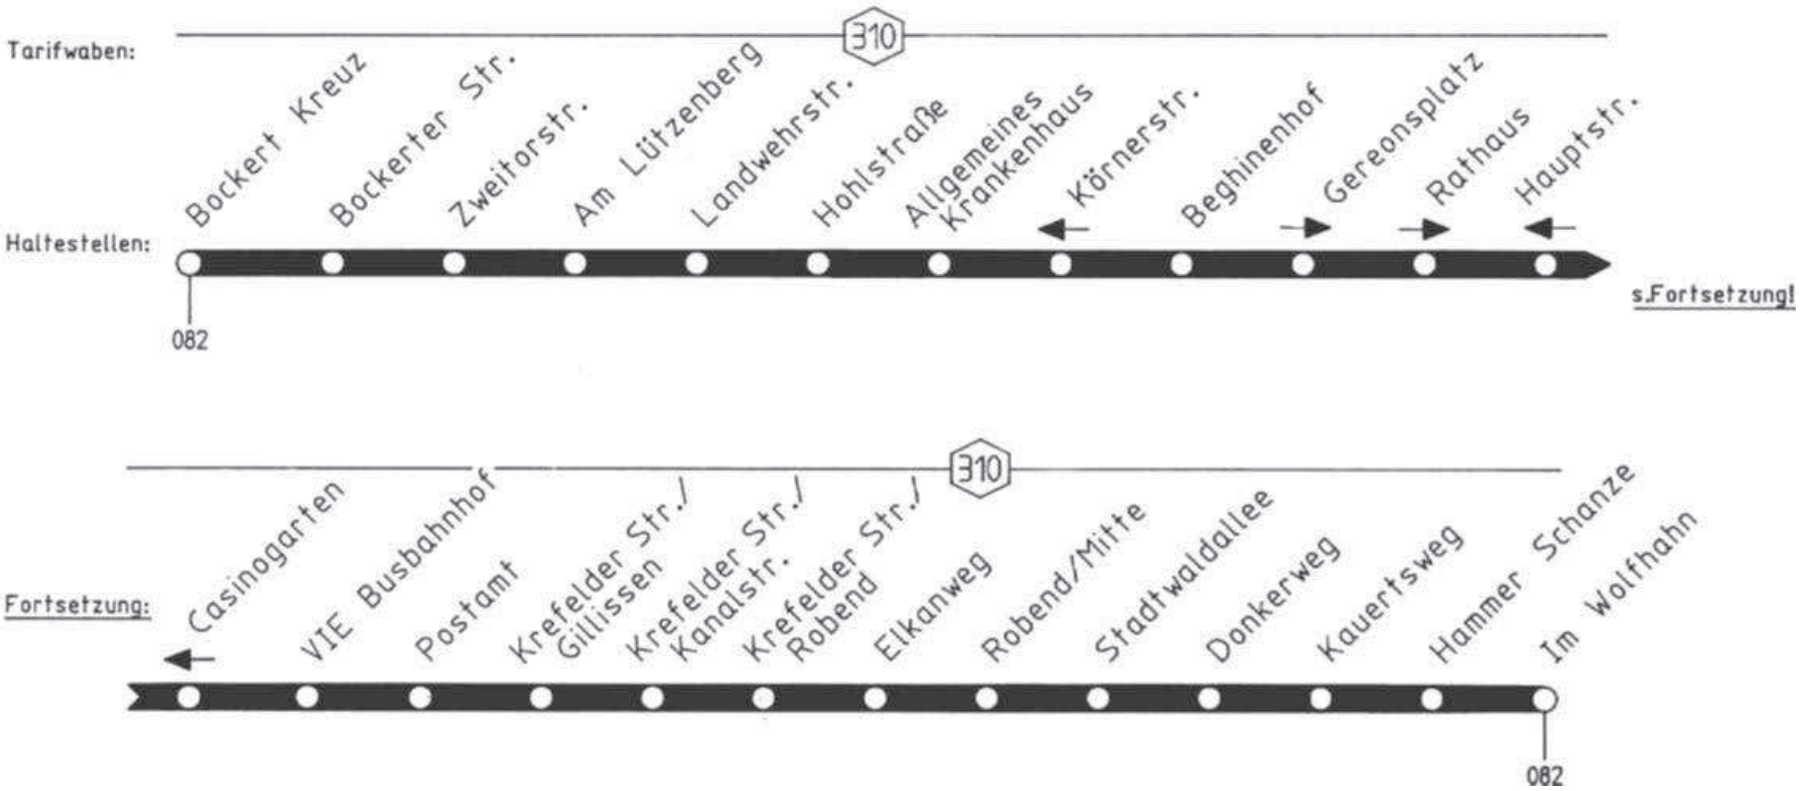 Tarifwaben:
310
Bockert Kreuz
Bockerter Str.
Zweitorstr.
Am Lützenberg
Landwehrstr.
Hohlstraße
Allgemeines
Krankenhaus
Körnerstr.
Beghinenhof
Gereonsplatz
Rathaus
Hauptstr.
Haltestellen:
s.Fortsetzung!
082
310
Fortsetzung:
Casinogarten
VIE Busbahnhof
Postamt
Krefelder Str./
Gillissen
Krefelder Str./
Kanalstr.
Krefelder Str./
Robend
Elkanweg
Robend/Mitte
Stadtwaldallee
Donkerweg
Kauertsweg
Hammer Schanze
Im Wolfhahn
082